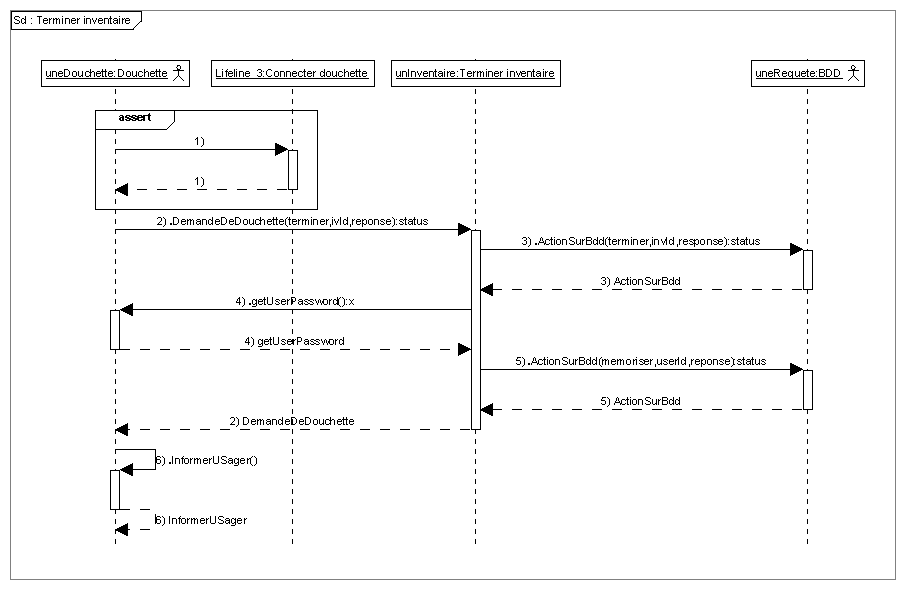 Sd : Terminer inventaire
uneDouchette:Douchette
Lifeline_3:Connecter douchette
unInventaire:Terminer inventaire
uneRequete:BDD
assert
1)
1)
2) .DemandeDeDouchette(terminer,ivId,reponse):status
3) .ActionSurBdd(terminer,invId,response):status
3) ActionSurBdd
4) .getUserPassword():x
4) getUserPassword
5) .ActionSurBdd(memoriser,userId,reponse):status
5) ActionSurBdd
2) DemandeDeDouchette
6) .InformerUSager()
6) InformerUSager